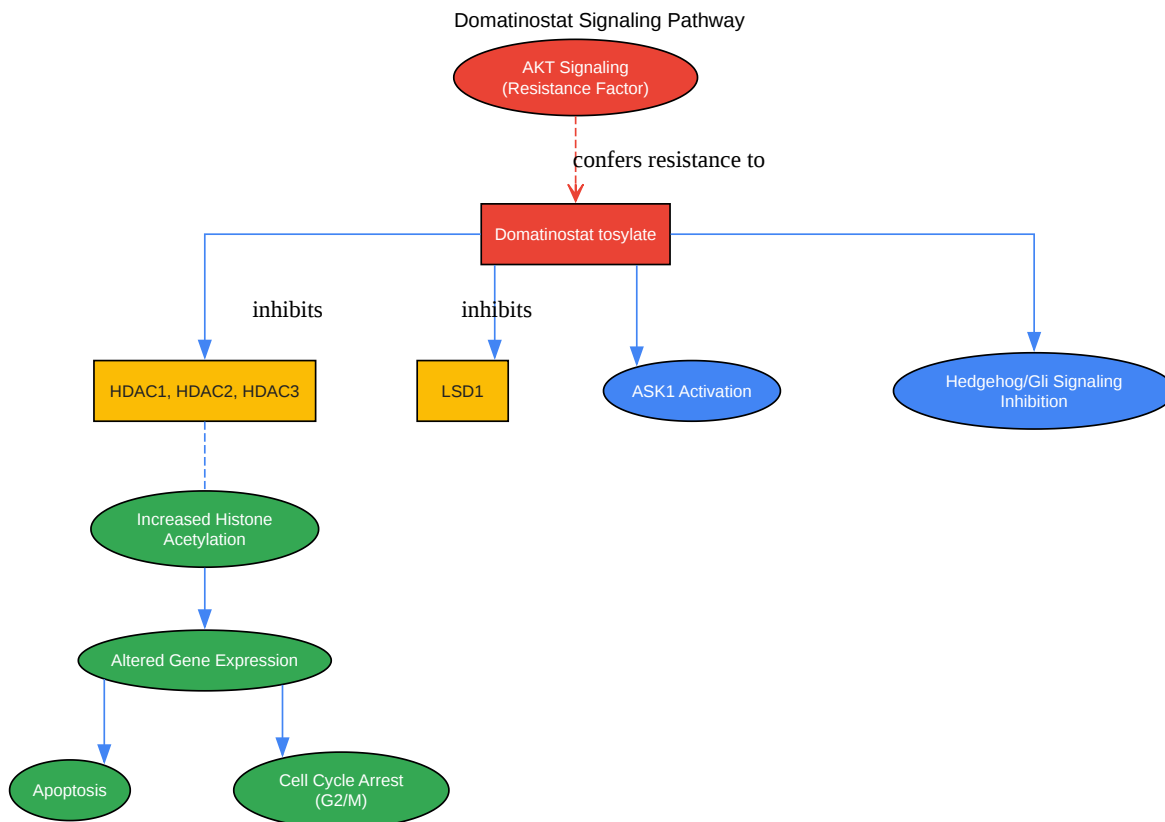 Domatinostat Signaling Pathway
AKT Signaling
(Resistance Factor)
confers resistance to
Domatinostat tosylate
inhibits
inhibits
HDAC1, HDAC2, HDAC3
LSD1
ASK1 Activation
Hedgehog/Gli Signaling
Inhibition
Increased Histone
Acetylation
Altered Gene Expression
Apoptosis
Cell Cycle Arrest
(G2/M)